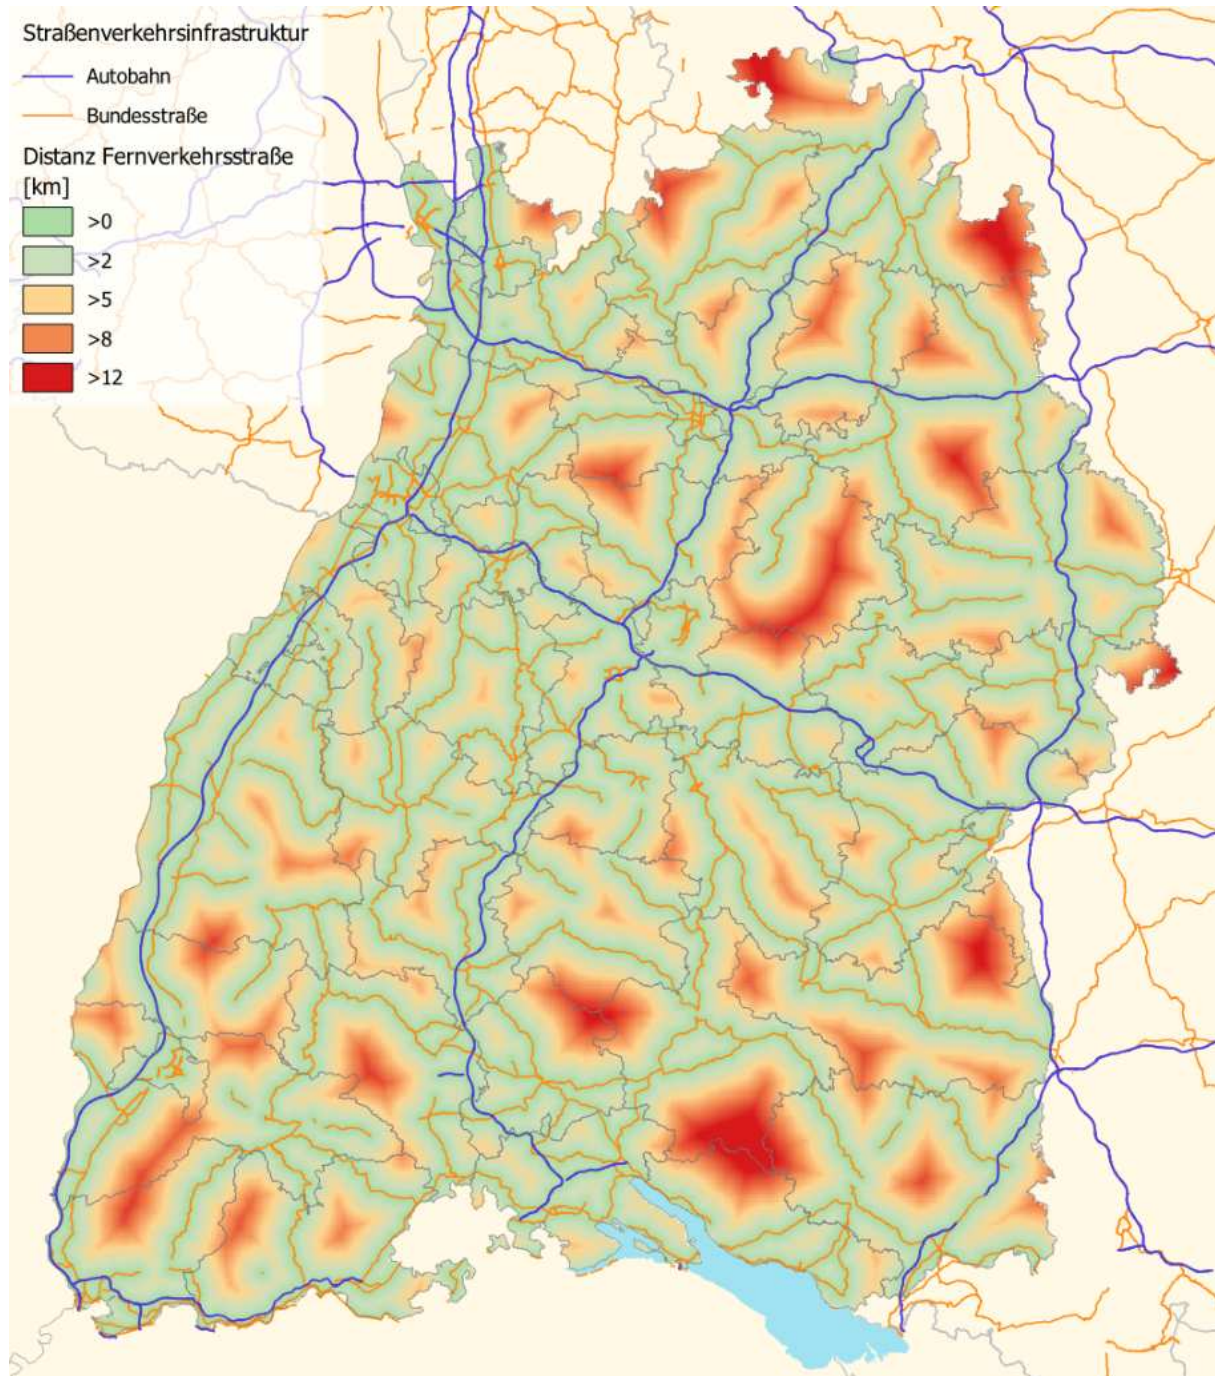 Straßenverkehrsinfrastruktur
Autobahn
Bundesstraße
Distanz Fernverkehrsstraße
[km]
>0
>2
>5
>8
>12